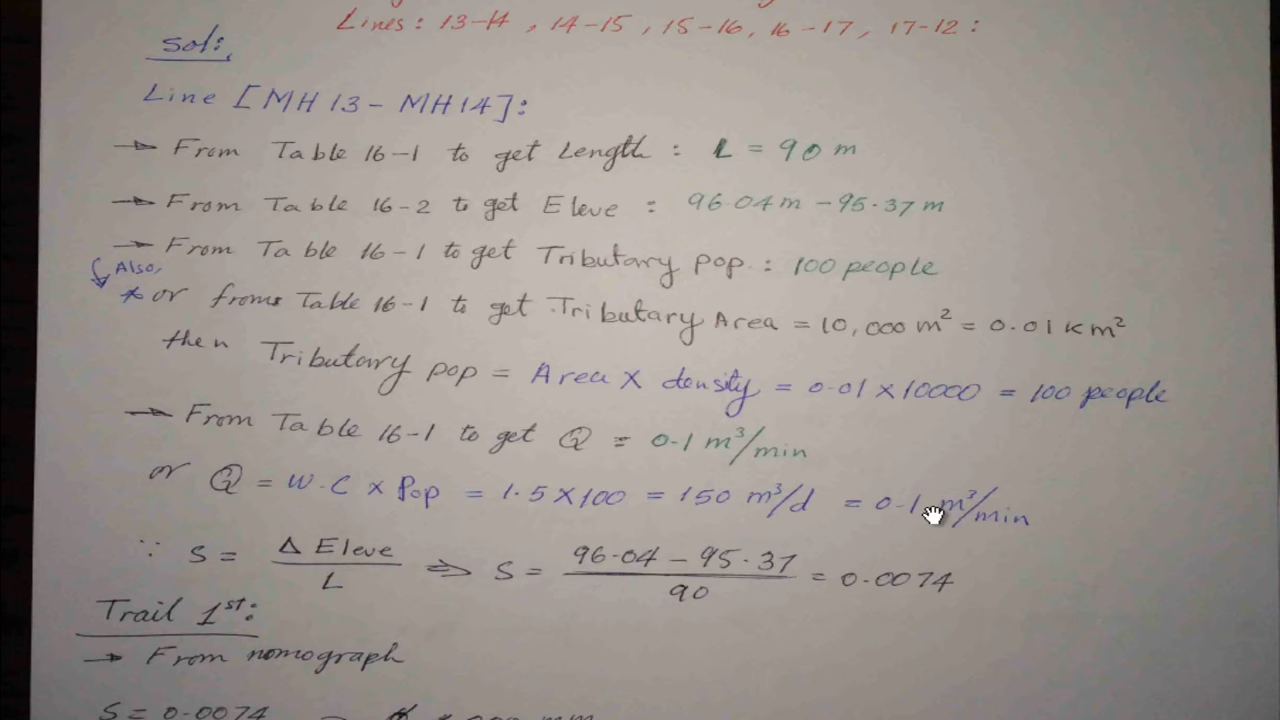 Lines: 13-14 , 14-15 , 15-16, 16-17, 17-12 :
Sol:
Line [MH 13 - MH 14]:
→ From Table 16-1 to get Length : L = 90 m
→ From Table 16-2 to get Eleve : 96.04 m - 95.37 m
→ From Table 16-1 to get Tributary pop. : 100 people
Also,
* or from Table 16-1 to get Tributary Area = 10,000 m² = 0.01 km²
then Tributary pop = Area × density = 0.01 × 10000 = 100 people
→ From Table 16-1 to get Q = 0.1 m³/min
or Q = W.C × Pop = 1.5 × 100 = 150 m³/d = 0.1 m³/min
∵ S = Δ Eleve / L ⇒ S = 96.04 - 95.37 / 90 = 0.0074
Trail 1st:
→ From nomograph
S = 0.0074